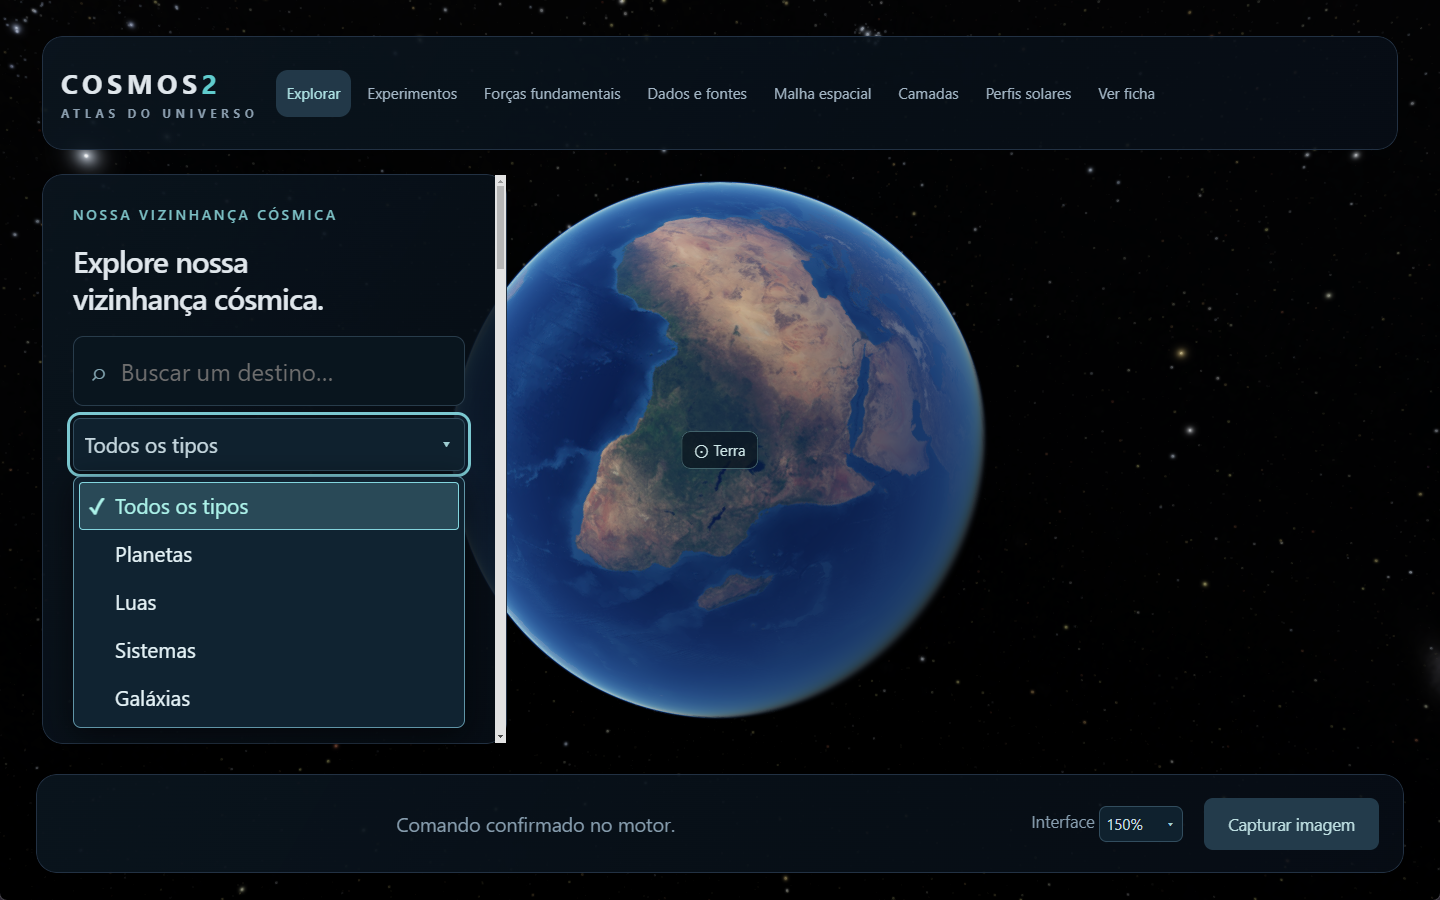 COSMOS2
ATLAS DO UNIVERSO
Explorar
Experimentos
Forças fundamentais
Dados e fontes
Malha espacial
Camadas
Perfis solares
Ver ficha
NOSSA VIZINHANÇA CÓSMICA
Explore nossa
vizinhança cósmica.
Buscar um destino...
Todos os tipos
✓ Todos os tipos
Planetas
Luas
Sistemas
Galáxias
Terra
Comando confirmado no motor.
Interface
150%
Capturar imagem